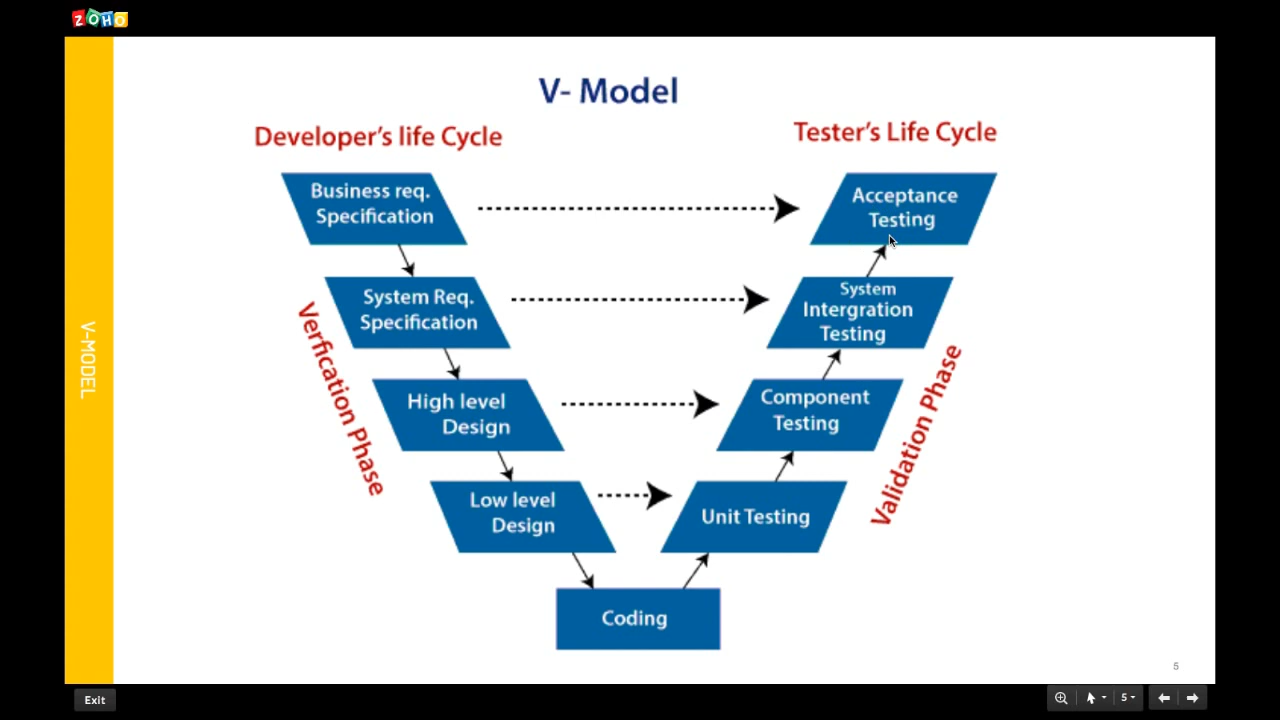 ZOHO
V- Model
Developer's life Cycle
Tester's Life Cycle
Business req.
Specification
Acceptance
Testing
System Req.
Specification
System
Intergration
Testing
High level
Design
Component
Testing
Low level
Design
Unit Testing
Coding
Verfication Phase
Validation Phase
V-MODEL
5
Exit
5